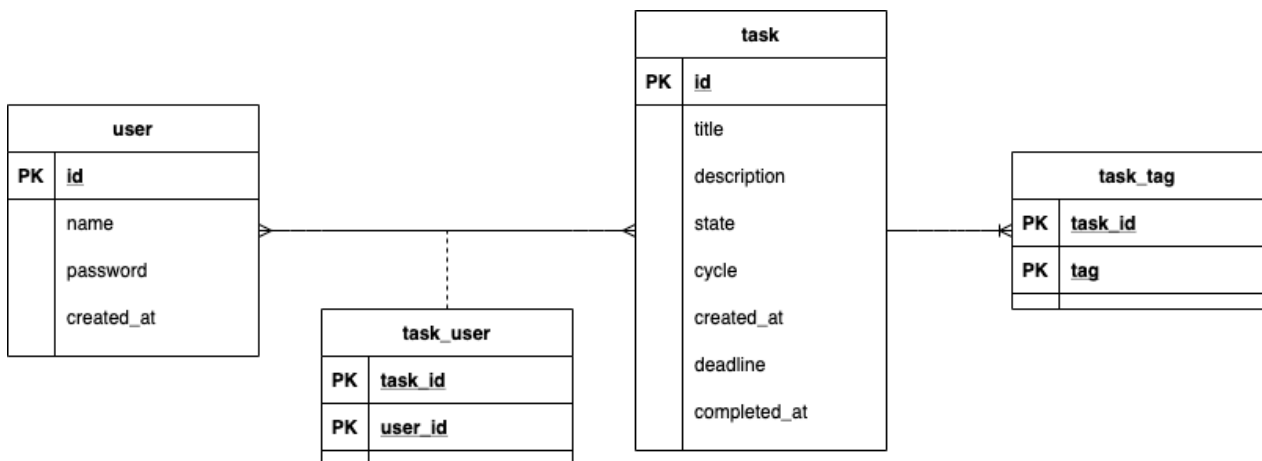 user
PK id
name
password
created_at
task_user
PK task_id
PK user_id
task
PK id
title
description
state
cycle
created_at
deadline
completed_at
task_tag
PK task_id
PK tag